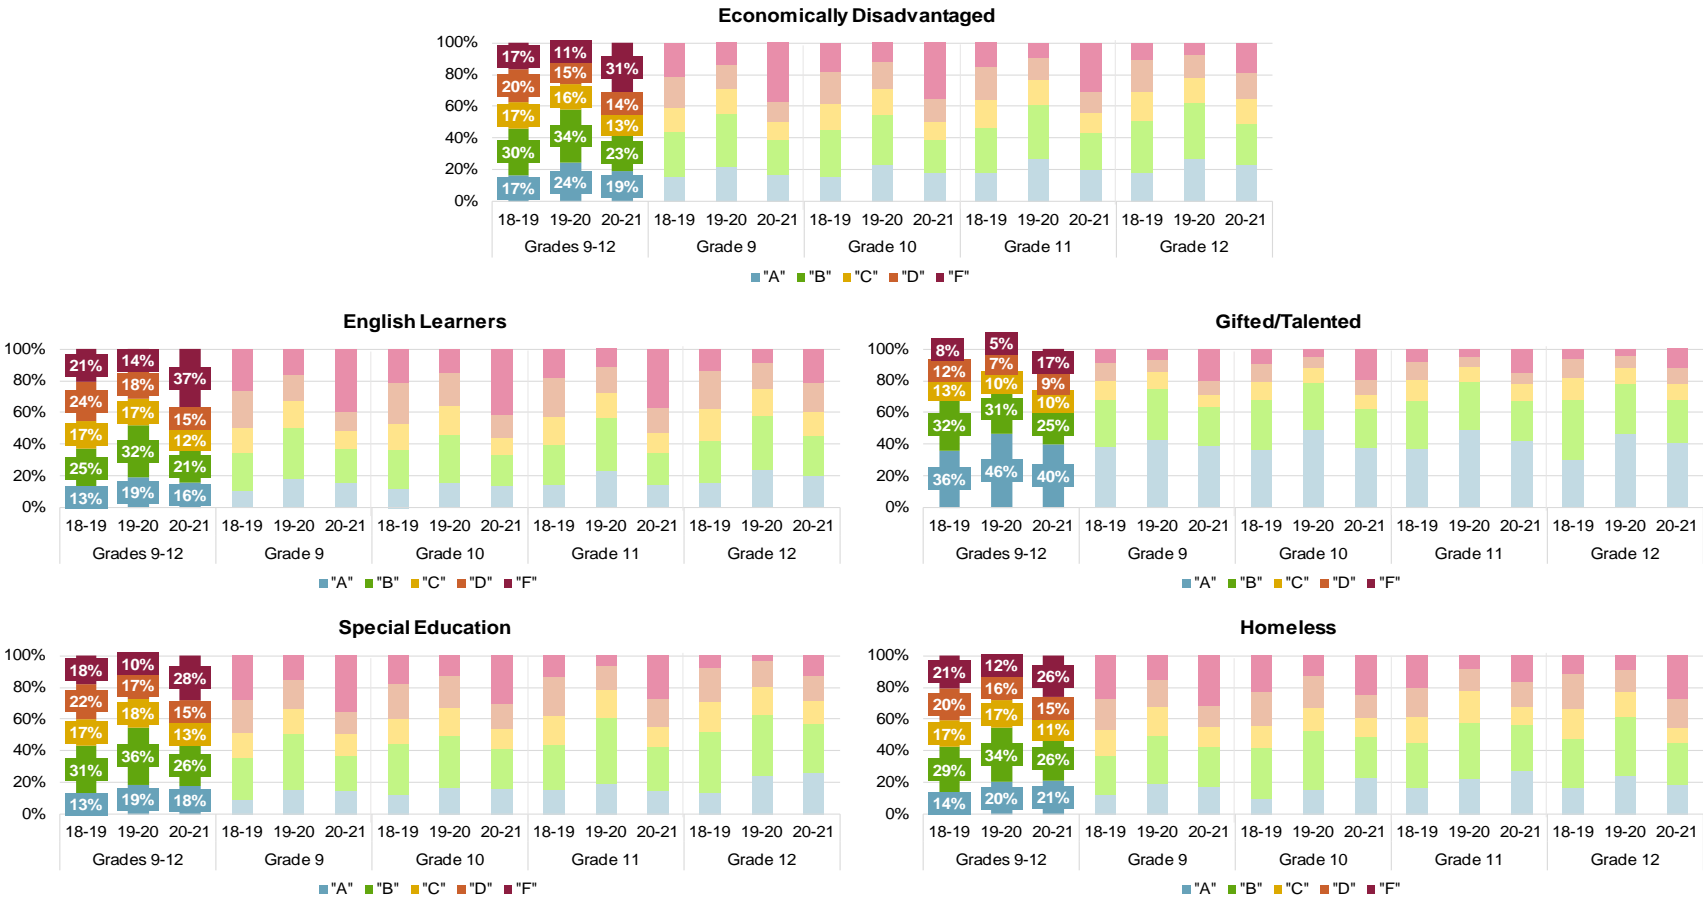 Economically Disadvantaged
100%
80%
60%
40%
20%
0%
17% 11% 31%
20% 15% 14%
17% 16% 13%
30% 34% 23%
17% 24% 19%
18-19 19-20 20-21 18-19 19-20 20-21 18-19 19-20 20-21 18-19 19-20 20-21 18-19 19-20 20-21
Grades 9-12 Grade 9 Grade 10 Grade 11 Grade 12
"A" "B" "C" "D" "F"
English Learners
100%
80%
60%
40%
20%
0%
21% 14% 37%
24% 18% 15%
17% 17% 12%
25% 32% 21%
13% 19% 16%
18-19 19-20 20-21 18-19 19-20 20-21 18-19 19-20 20-21 18-19 19-20 20-21 18-19 19-20 20-21
Grades 9-12 Grade 9 Grade 10 Grade 11 Grade 12
"A" "B" "C" "D" "F"
Gifted/Talented
100%
80%
60%
40%
20%
0%
8% 5% 17%
12% 7% 9%
13% 10% 10%
32% 31% 25%
36% 46% 40%
18-19 19-20 20-21 18-19 19-20 20-21 18-19 19-20 20-21 18-19 19-20 20-21 18-19 19-20 20-21
Grades 9-12 Grade 9 Grade 10 Grade 11 Grade 12
"A" "B" "C" "D" "F"
Special Education
100%
80%
60%
40%
20%
0%
18% 10% 28%
22% 17% 15%
17% 18% 13%
31% 36% 26%
13% 19% 18%
18-19 19-20 20-21 18-19 19-20 20-21 18-19 19-20 20-21 18-19 19-20 20-21 18-19 19-20 20-21
Grades 9-12 Grade 9 Grade 10 Grade 11 Grade 12
"A" "B" "C" "D" "F"
Homeless
100%
80%
60%
40%
20%
0%
21% 12% 26%
20% 16% 15%
17% 17% 11%
29% 34% 26%
14% 20% 21%
18-19 19-20 20-21 18-19 19-20 20-21 18-19 19-20 20-21 18-19 19-20 20-21 18-19 19-20 20-21
Grades 9-12 Grade 9 Grade 10 Grade 11 Grade 12
"A" "B" "C" "D" "F"